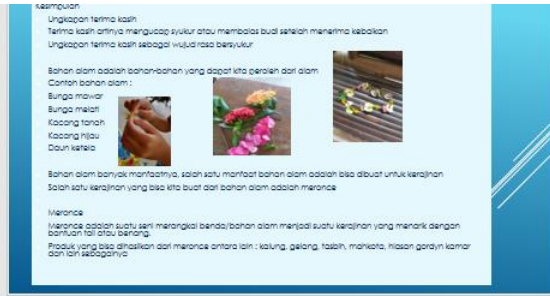 Kesimpulan
Ungkapan terima kasih
Terima kasih artinya mengucap syukur atau membalas budi setelah menerima kebaikan
Ungkapan terima kasih sebagai wujud rasa bersyukur
Bahan alam adalah bahan-bahan yang dapat kita peroleh dari alam
Contoh bahan alam :
Bunga mawar
Bunga melati
Kacang tanah
Kacang hijau
Daun ketela
Bahan alam banyak manfaatnya, salah satu manfaat bahan alam adalah bisa dibuat untuk kerajinan
Salah satu kerajinan yang bisa kita buat dari bahan alam adalah meronce
Meronce
Meronce adalah suatu seni merangkai benda/bahan alam menjadi suatu kerajinan yang menarik dengan
bantuan tali atau benang.
Produk yang bisa dihasilkan dari meronce antara lain : kalung, gelang, tasbih, mahkota, hiasan gordyn kamar
dan lain sebagainya